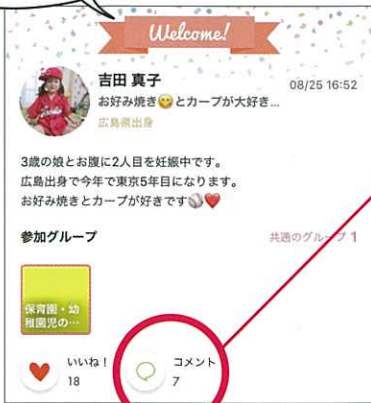 Welcome!
吉田 真子
08/25 16:52
お好み焼き😋とカープが大好き...
広島県出身
3歳の娘とお腹に2人目を妊娠中です。
広島出身で今年で東京5年目になります。
お好み焼きとカープが好きです⚾❤️
参加グループ
共通のグループ 1
保育園・幼
稚園児の…
いいね！
18
コメント
7